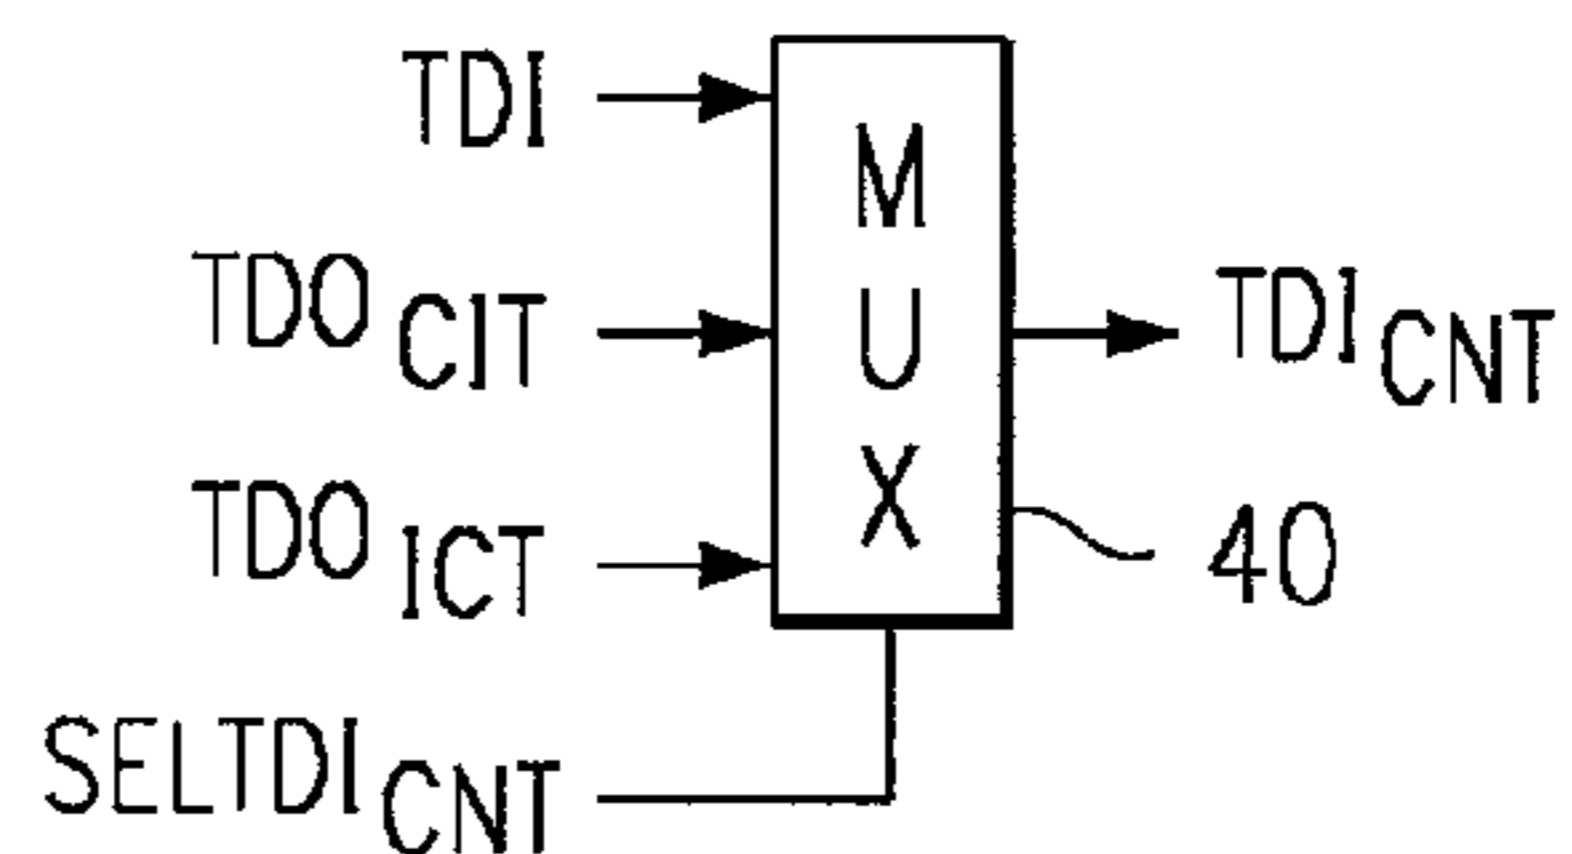 TDI
TDO CIT
TDO ICT
SELTDI CNT
M
U
X
TDI CNT
40